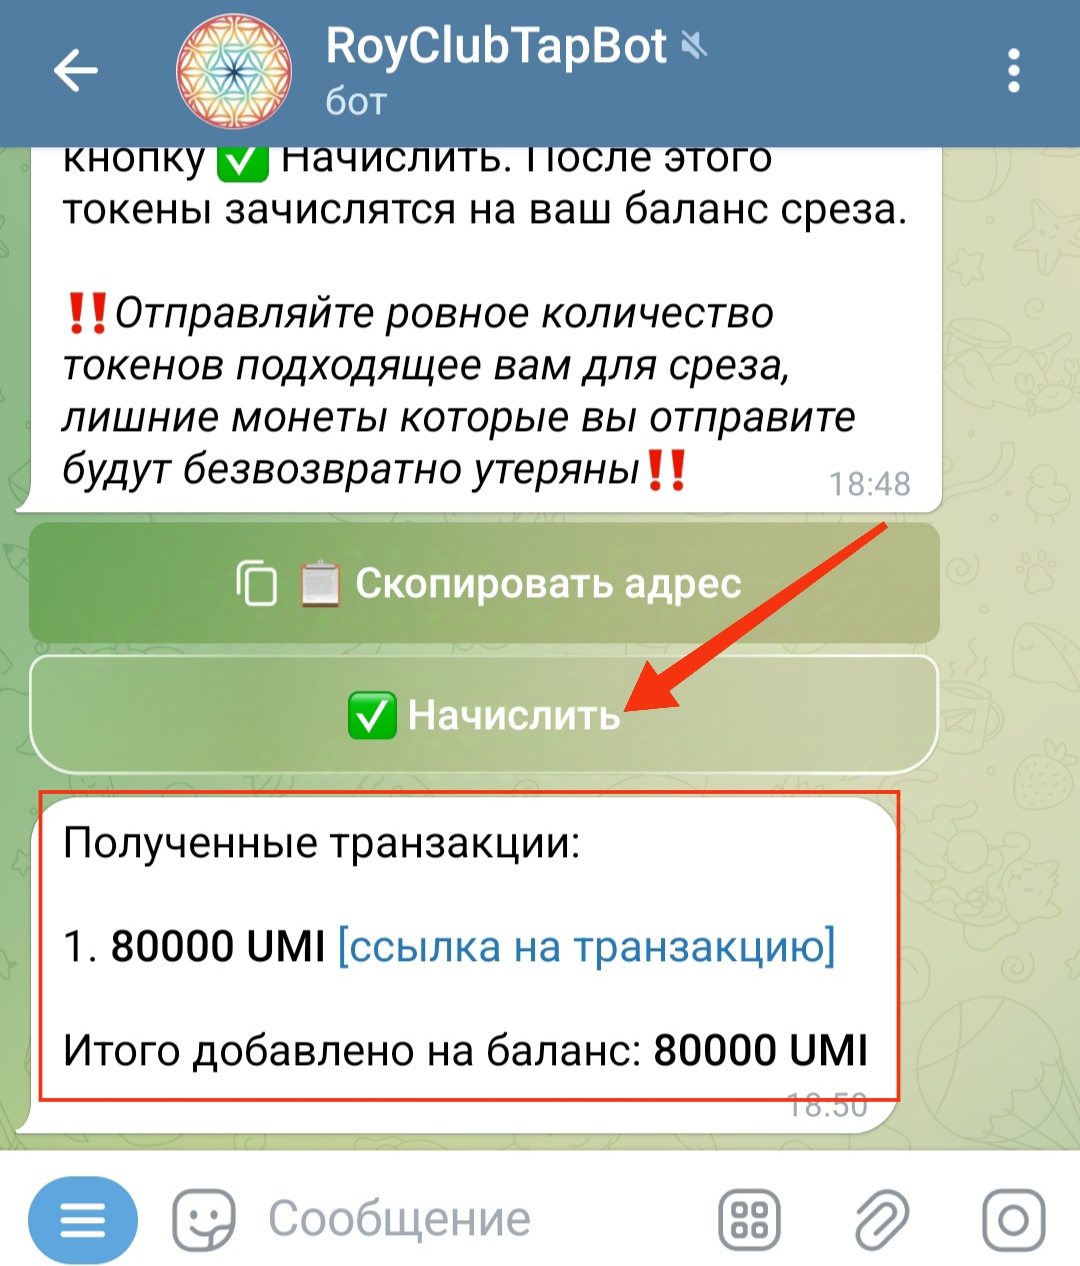 RoyClubTapBot
бот
кнопку ✅ Начислить. После этого
токены зачислятся на ваш баланс среза.
‼️Отправляйте ровное количество
токенов подходящее вам для среза,
лишние монеты которые вы отправите
будут безвозвратно утеряны‼️
18:48
📋 Скопировать адрес
✅ Начислить
Полученные транзакции:
1. 80000 UMI [ссылка на транзакцию]
Итого добавлено на баланс: 80000 UMI
18:50
Сообщение